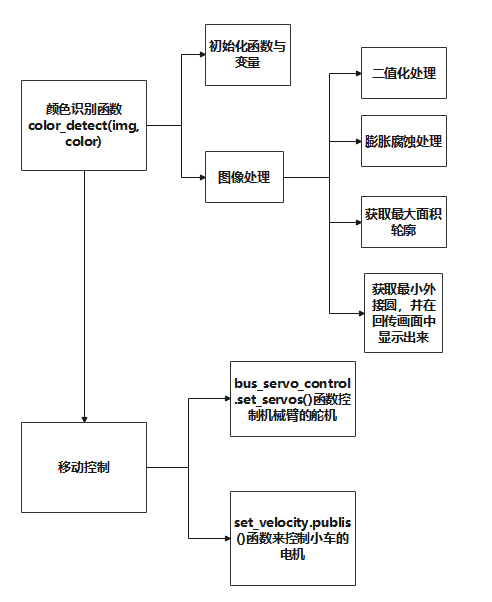 初始化函数与
变量
颜色识别函数
color_detect(img,
color)
图像处理
二值化处理
膨胀腐蚀处理
获取最大面积
轮廓
获取最小外
接圆，并在
回传画面中
显示出来
移动控制
bus_servo_control
.set_servos()函数控
制机械臂的舵机
set_velocity.publis
()函数来控制小车的
电机